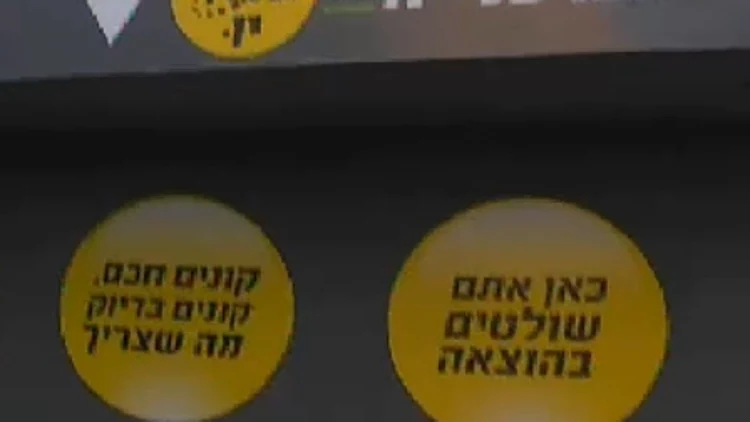 כאן אתם
שולטים
בהוצאה
קונים חכם,
קונים בדיוק
מה שצריך